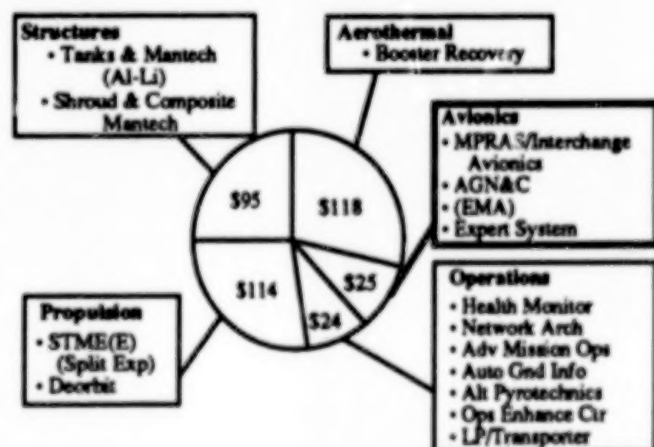 Structures
• Tanks & Mantech
(Al-Li)
• Shroud & Composite
Mantech
Aerothermal
• Booster Recovery
Avionics
• MPRAS/Interchange
Avionics
• AGN&C
• (EMA)
• Expert System
$95
$118
$114
$25
$24
Propulsion
• STME(E)
(Split Exp)
• Deorbit
Operations
• Health Monitor
• Network Arch
• Adv Mission Ops
• Auto Gnd Info
• Alt Pyrotechnics
• Ops Enhance Ctr
• LP/Transporter